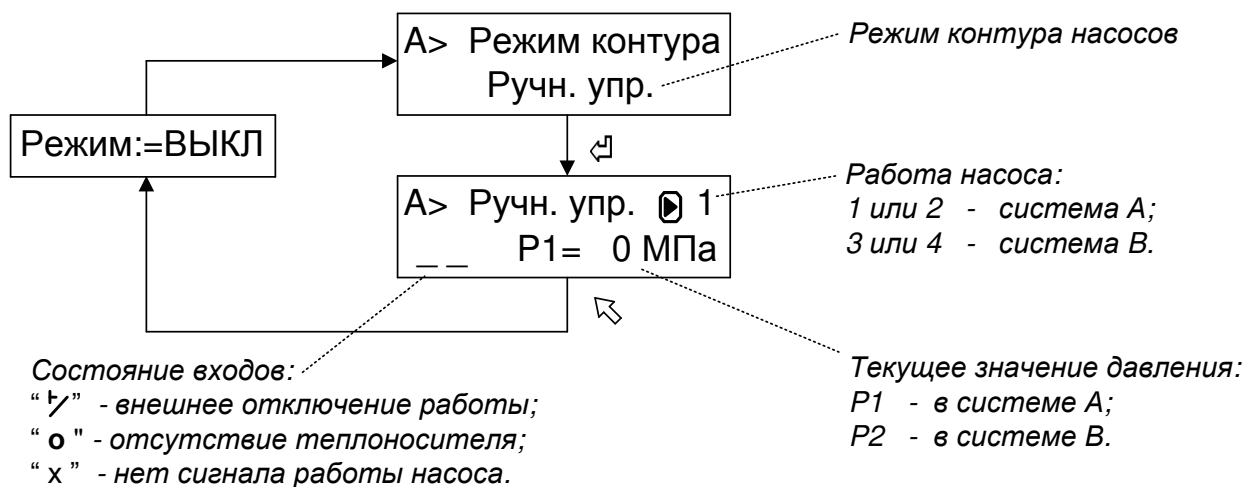 А> Режим контура
Ручн. упр.
Режим контура насосов
Режим:=ВЫКЛ
А> Ручн. упр. 1
_ _ Р1= 0 МПа
Работа насоса:
1 или 2 - система А;
3 или 4 - система В.
Состояние входов:
“ ” - внешнее отключение работы;
“ о " - отсутствие теплоносителя;
“ х ” - нет сигнала работы насоса.
Текущее значение давления:
Р1 - в системе А;
Р2 - в системе В.